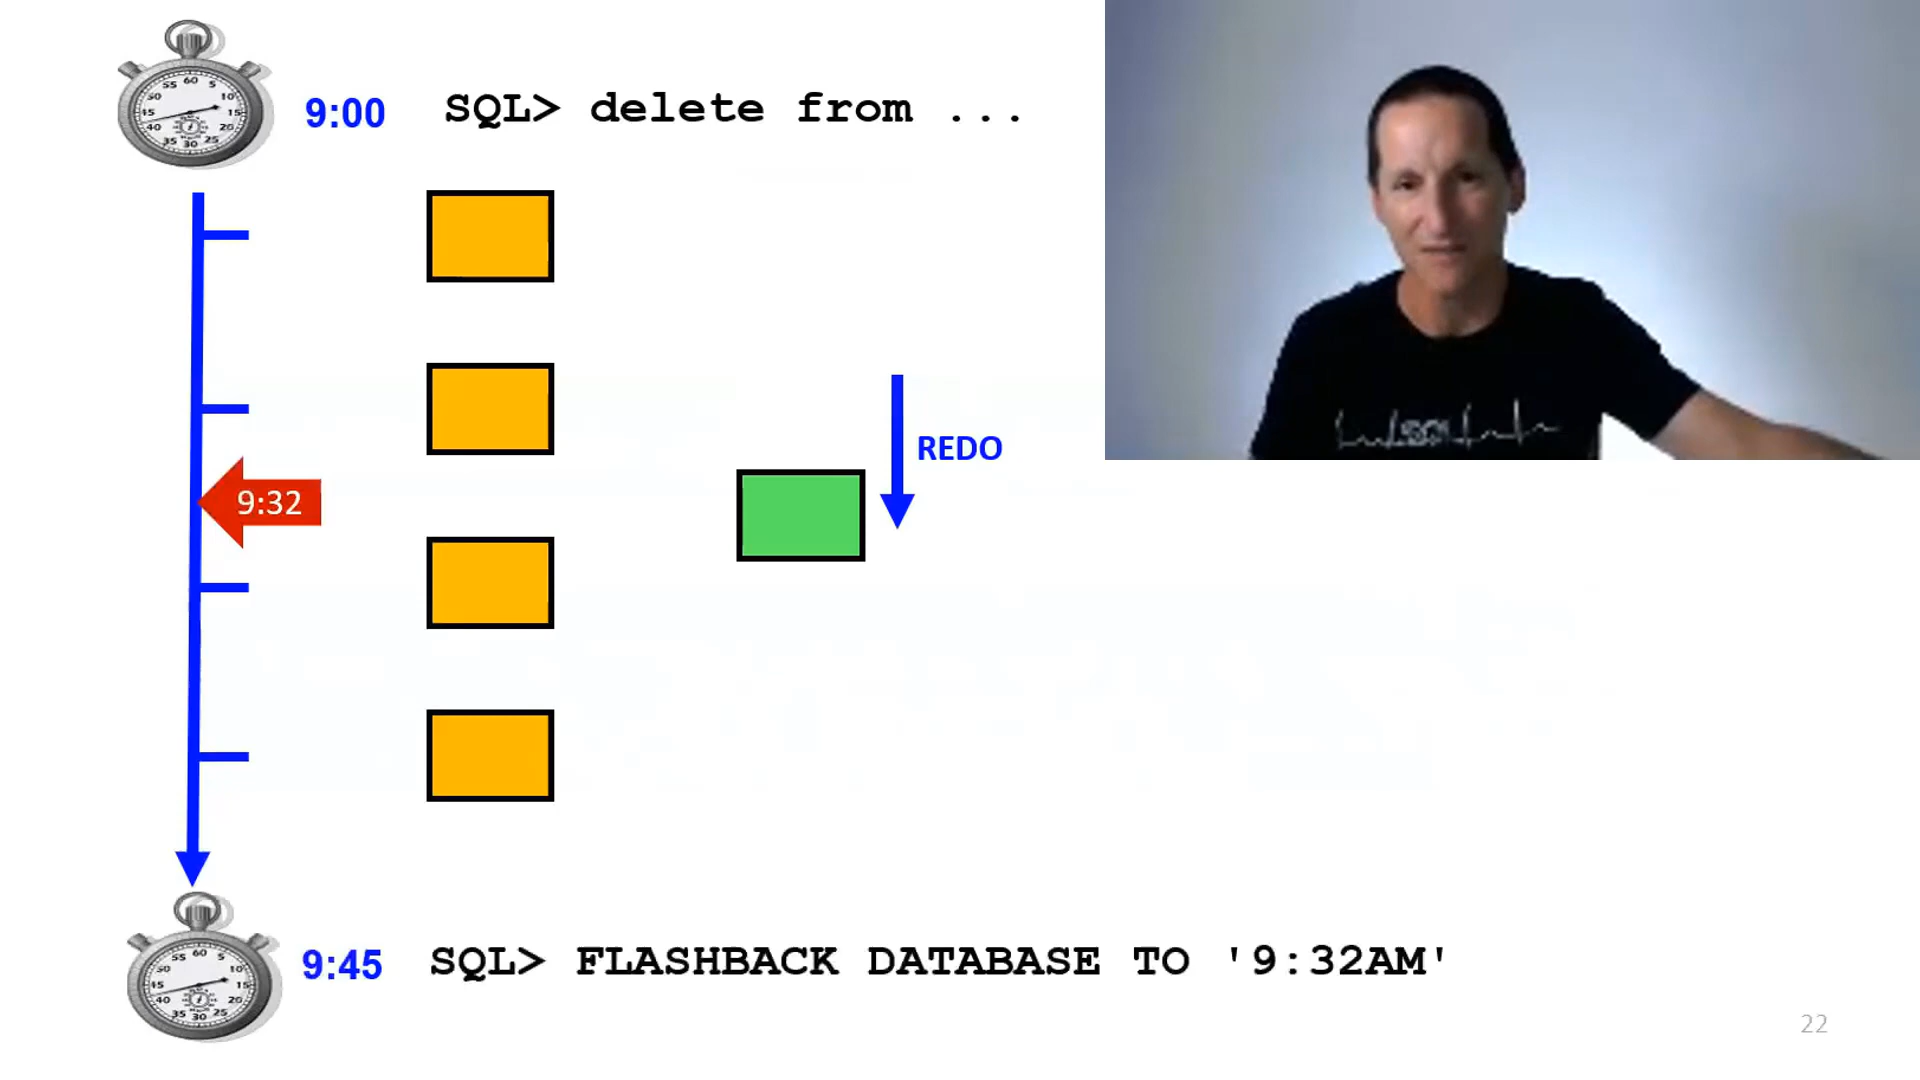 9:00 SQL> delete from ...
REDO
9:32
9:45 SQL> FLASHBACK DATABASE TO '9:32AM'
22